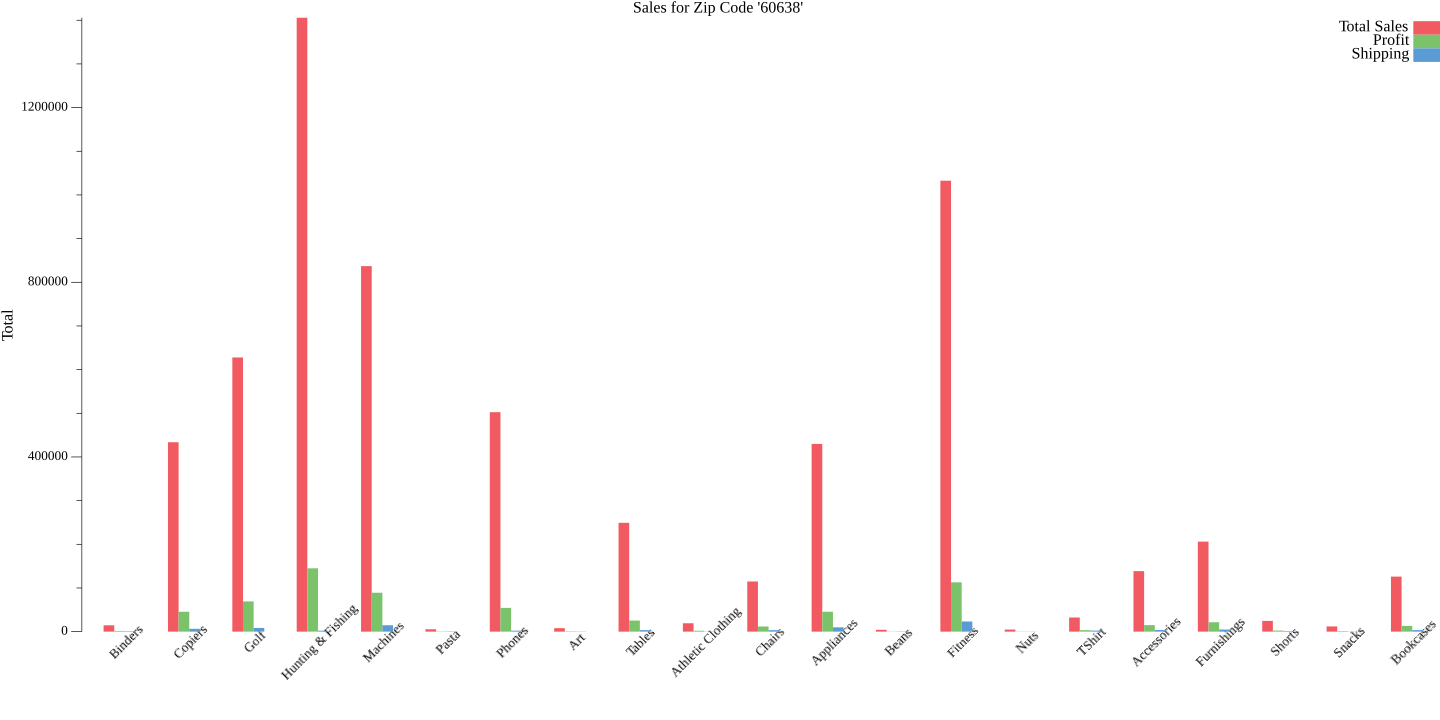 Sales for Zip Code '60638'
Total Sales
Profit
Shipping
1200000
800000
400000
0
Total
Binders
Copiers
Golf
Hunting & Fishing
Machines
Pasta
Phones
Art
Tables
Athletic Clothing
Chairs
Appliances
Beans
Fitness
Nuts
TShirt
Accessories
Furnishings
Shorts
Snacks
Bookcases